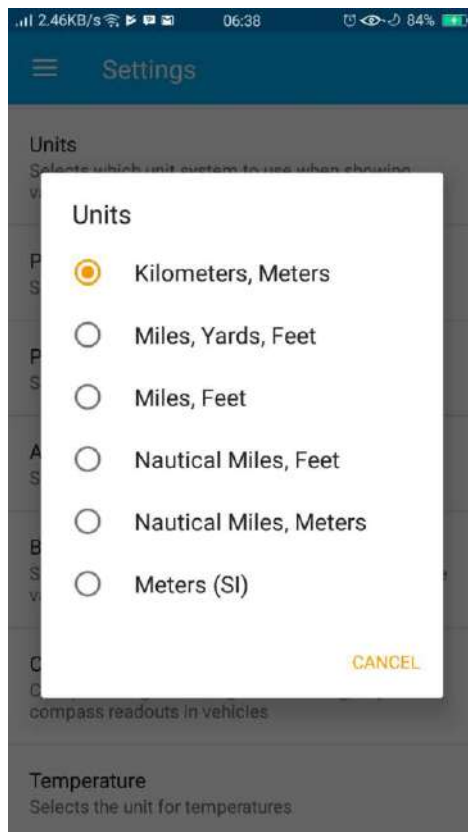 2.46KB/s 06:38 84%
Settings
Units
Selects which unit system to use when showing
Units
Kilometers, Meters
Miles, Yards, Feet
Miles, Feet
Nautical Miles, Feet
Nautical Miles, Meters
Meters (SI)
CANCEL
compass readouts in vehicles
Temperature
Selects the unit for temperatures